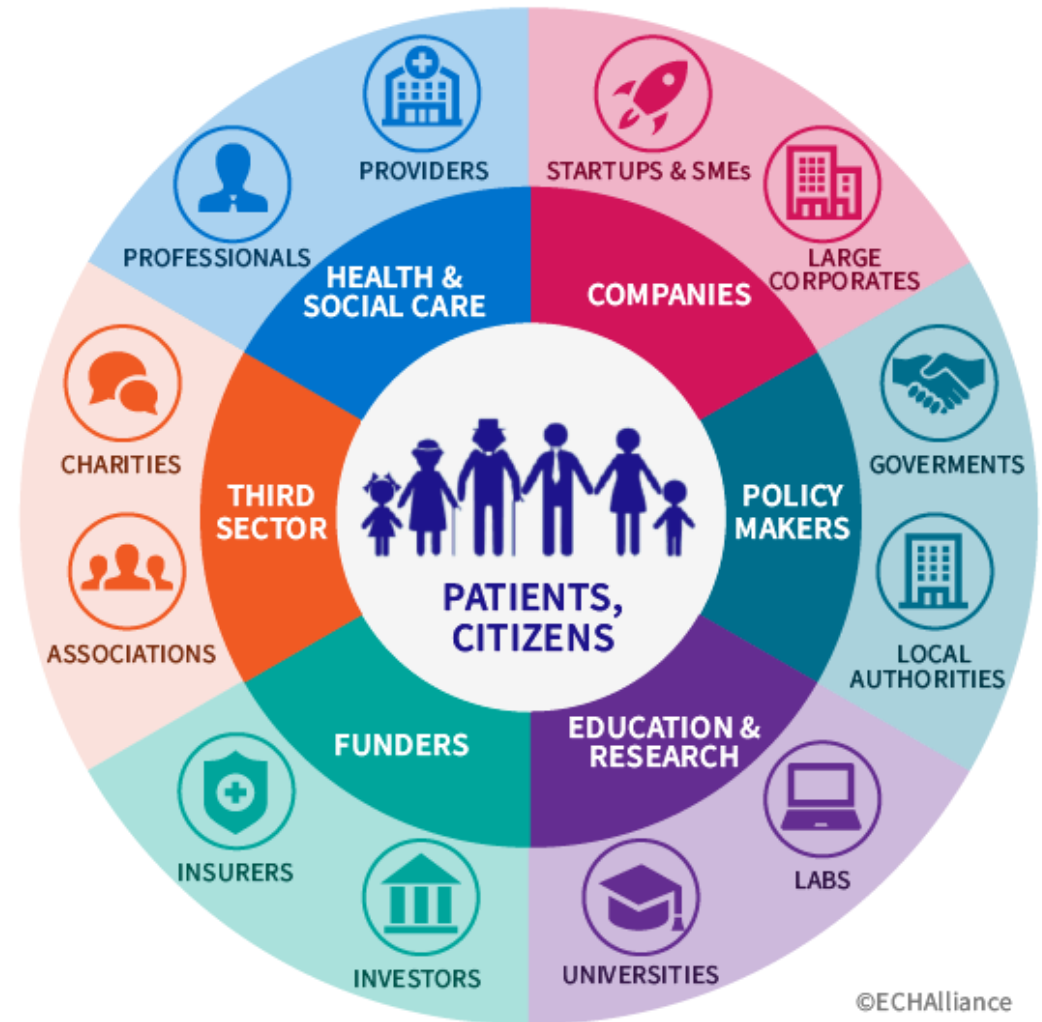 PROVIDERS
STARTUPS & SMEs
PROFESSIONALS
LARGE
CORPORATES
HEALTH &
SOCIAL CARE
COMPANIES
CHARITIES
GOVERMENTS
THIRD
SECTOR
POLICY
MAKERS
PATIENTS,
CITIZENS
ASSOCIATIONS
LOCAL
AUTHORITIES
FUNDERS
EDUCATION &
RESEARCH
INSURERS
LABS
INVESTORS
UNIVERSITIES
©ECHAlliance